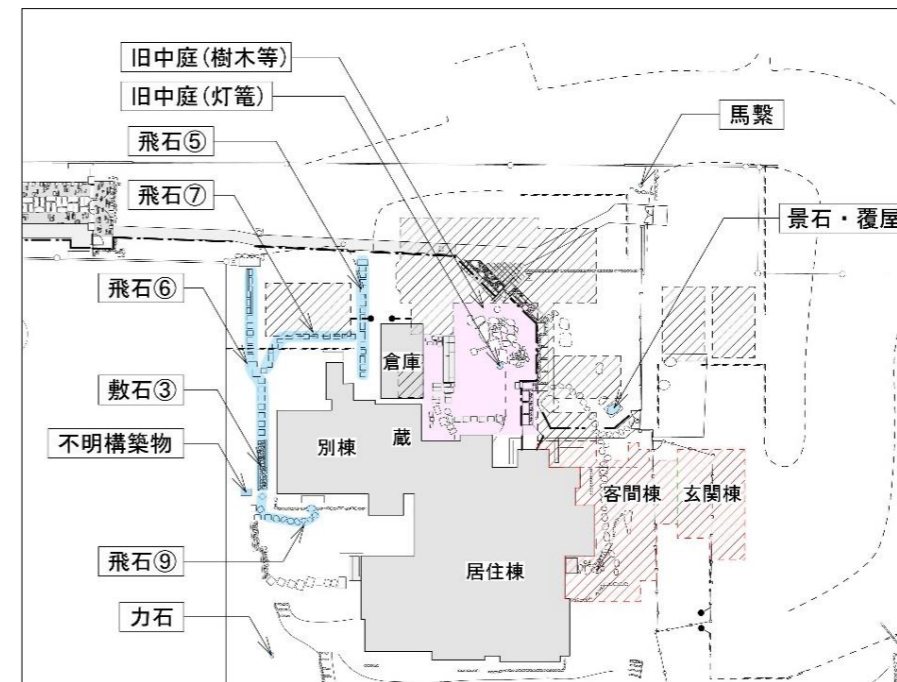 旧中庭(樹木等)
旧中庭(灯篭)
飛石⑤
馬繋
飛石⑦
景石・覆屋
飛石⑥
倉庫
敷石③
不明構築物
別棟
蔵
客間棟
玄関棟
飛石⑨
居住棟
力石